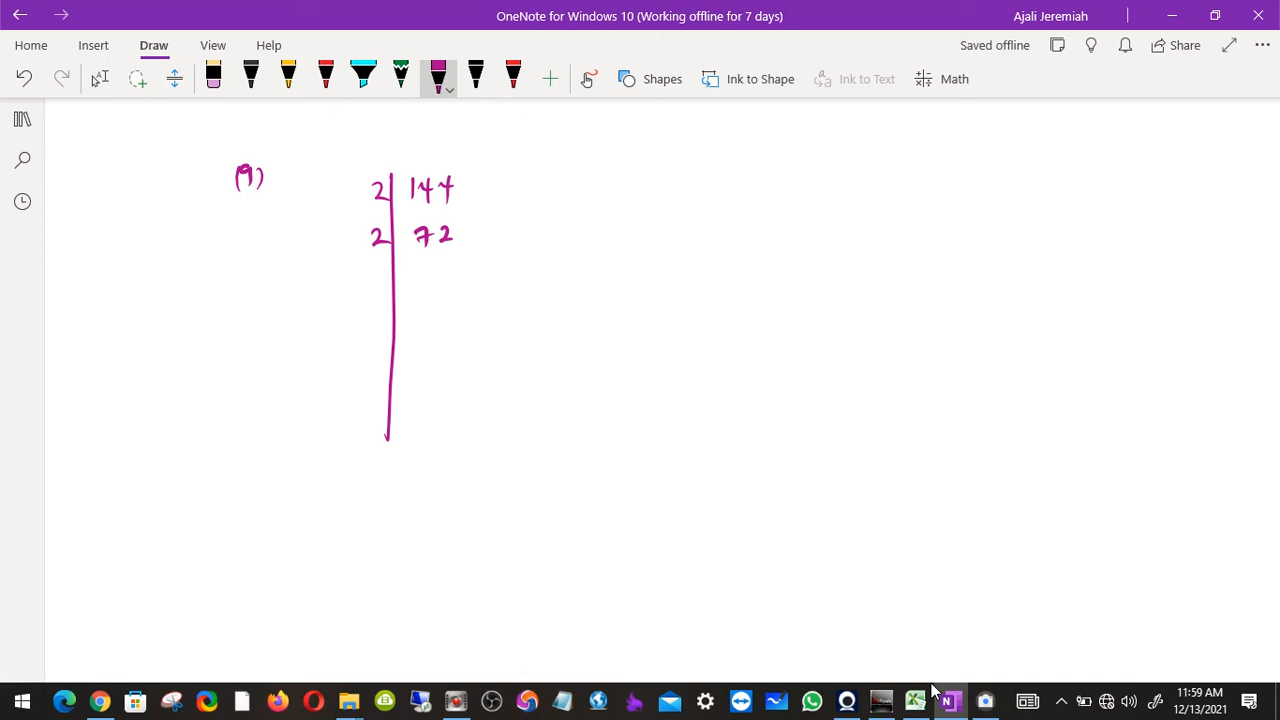 OneNote for Windows 10 (Working offline for 7 days)
Ajali Jeremiah
Home Insert Draw View Help
Saved offline
Share
Shapes
Ink to Shape
Ink to Text
Math
(9)
2 144
2 72
11:59 AM
12/13/2021